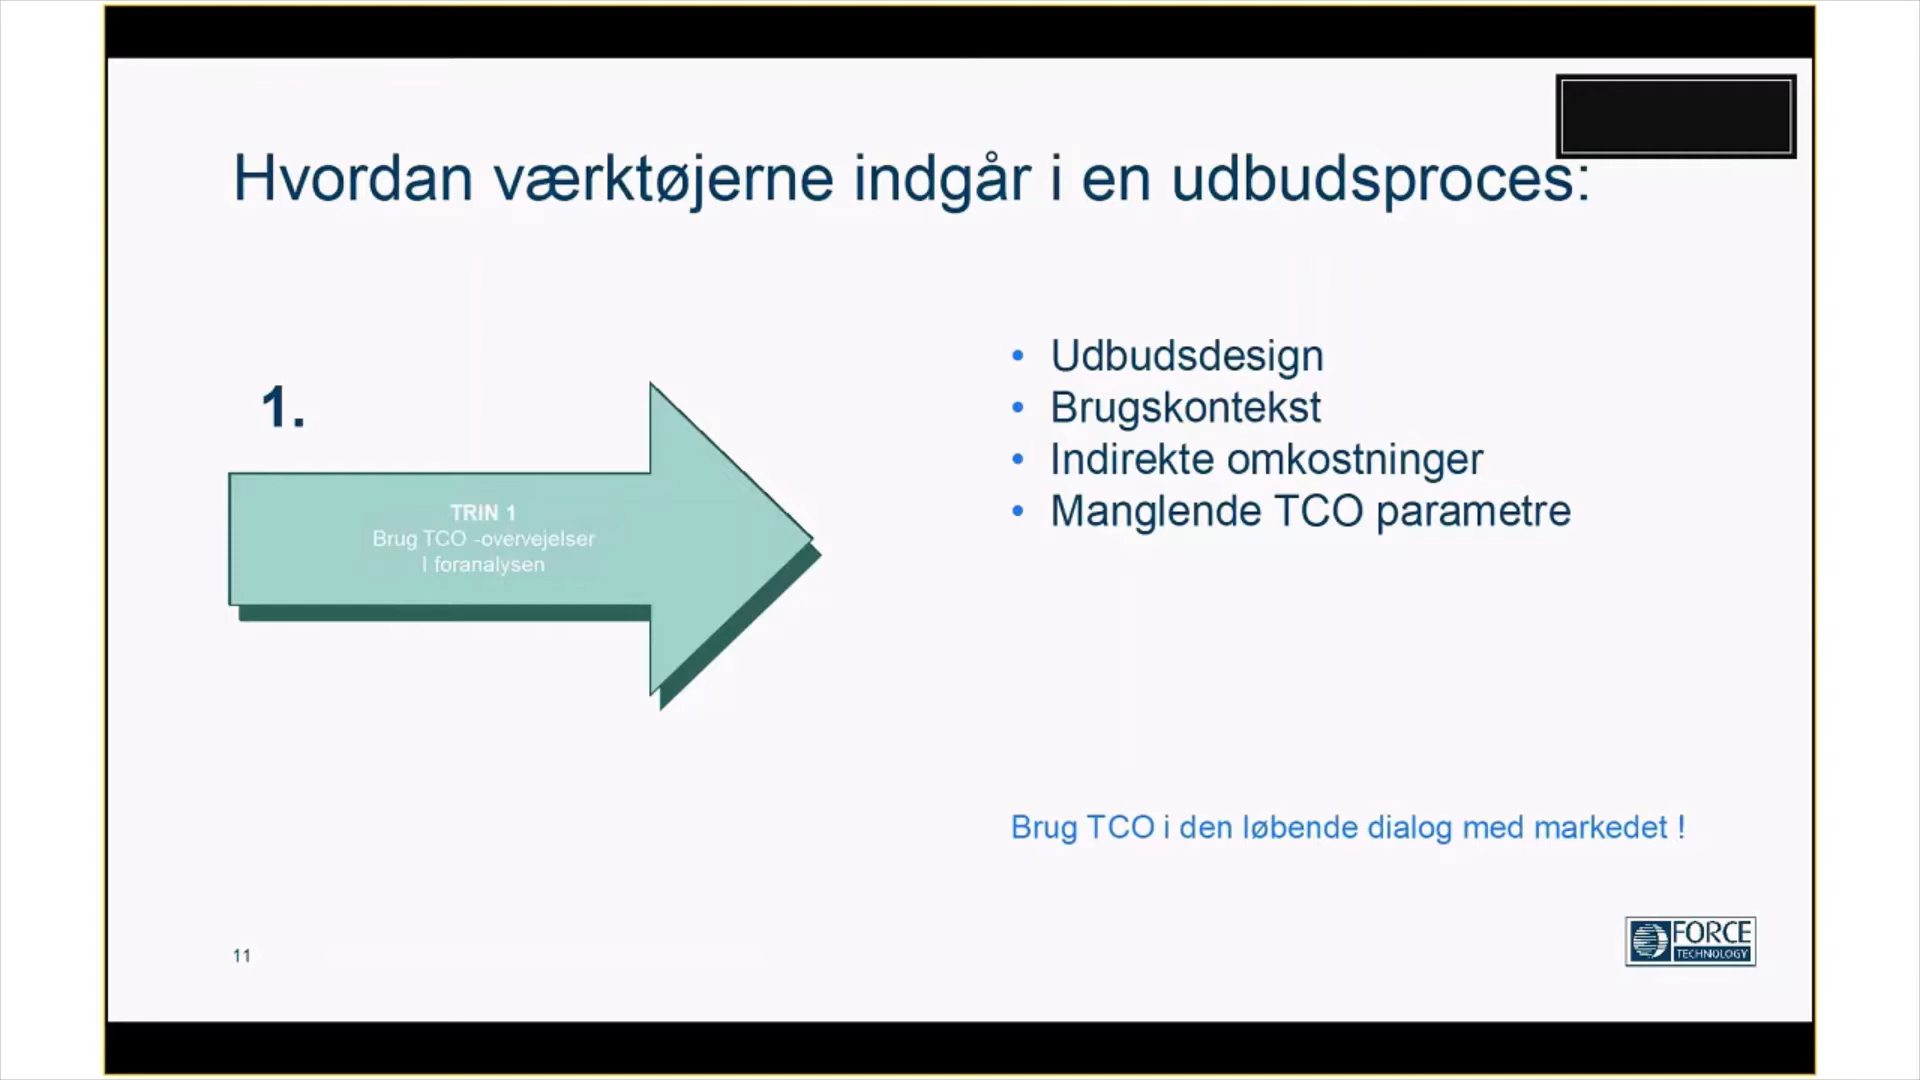 Hvordan værktøjerne indgår i en udbudsproces:
1.
TRIN 1
Brug TCO -overvejelser
I foranalysen
• Udbudsdesign
• Brugskontekst
• Indirekte omkostninger
• Manglende TCO parametre
Brug TCO i den løbende dialog med markedet !
11
FORCE
TECHNOLOGY